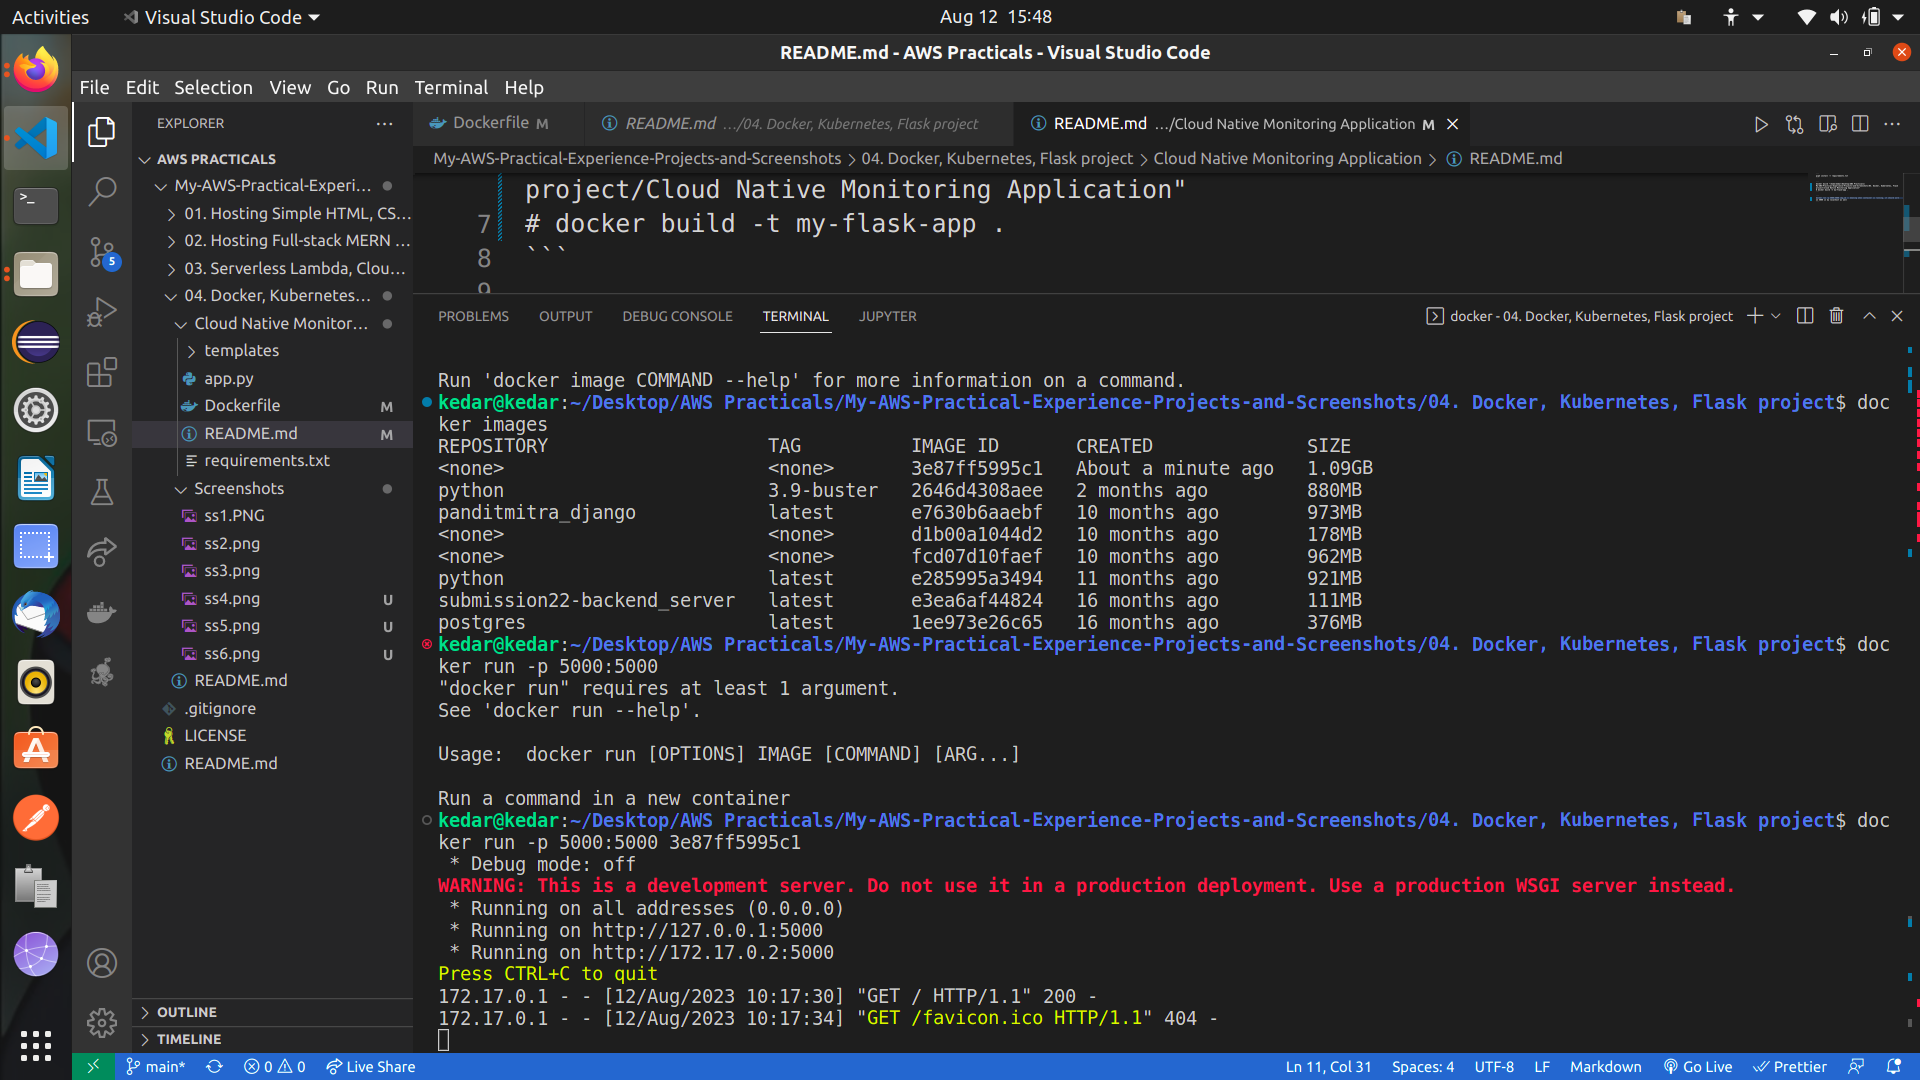 Activities
Visual Studio Code
Aug 12 15:48
README.md - AWS Practicals - Visual Studio Code
File Edit Selection View Go Run Terminal Help
EXPLORER
AWS PRACTICALS
My-AWS-Practical-Experi...
01. Hosting Simple HTML, CS...
02. Hosting Full-stack MERN ...
03. Serverless Lambda, Clou...
04. Docker, Kubernetes...
Cloud Native Monitor...
templates
app.py
Dockerfile M
README.md M
requirements.txt
Screenshots
ss1.PNG
ss2.png
ss3.png
ss4.png U
ss5.png U
ss6.png U
README.md
.gitignore
LICENSE
README.md
OUTLINE
TIMELINE
5
Dockerfile M
README.md .../04. Docker, Kubernetes, Flask project
README.md .../Cloud Native Monitoring Application M
My-AWS-Practical-Experience-Projects-and-Screenshots > 04. Docker, Kubernetes, Flask project > Cloud Native Monitoring Application > README.md
project/Cloud Native Monitoring Application"
7 # docker build -t my-flask-app .
8 ```
9
PROBLEMS OUTPUT DEBUG CONSOLE TERMINAL JUPYTER
docker - 04. Docker, Kubernetes, Flask project
Run 'docker image COMMAND --help' for more information on a command.
kedar@kedar:~/Desktop/AWS Practicals/My-AWS-Practical-Experience-Projects-and-Screenshots/04. Docker, Kubernetes, Flask project$ doc
ker images
REPOSITORY TAG IMAGE ID CREATED SIZE
<none> <none> 3e87ff5995c1 About a minute ago 1.09GB
python 3.9-buster 2646d4308aee 2 months ago 880MB
panditmitra_django latest e7630b6aaebf 10 months ago 973MB
<none> <none> d1b00a1044d2 10 months ago 178MB
<none> <none> fcd07d10faef 10 months ago 962MB
python latest e285995a3494 11 months ago 921MB
submission22-backend_server latest e3ea6af44824 16 months ago 111MB
postgres latest 1ee973e26c65 16 months ago 376MB
kedar@kedar:~/Desktop/AWS Practicals/My-AWS-Practical-Experience-Projects-and-Screenshots/04. Docker, Kubernetes, Flask project$ doc
ker run -p 5000:5000
"docker run" requires at least 1 argument.
See 'docker run --help'.
Usage: docker run [OPTIONS] IMAGE [COMMAND] [ARG...]
Run a command in a new container
kedar@kedar:~/Desktop/AWS Practicals/My-AWS-Practical-Experience-Projects-and-Screenshots/04. Docker, Kubernetes, Flask project$ doc
ker run -p 5000:5000 3e87ff5995c1
* Debug mode: off
WARNING: This is a development server. Do not use it in a production deployment. Use a production WSGI server instead.
* Running on all addresses (0.0.0.0)
* Running on http://127.0.0.1:5000
* Running on http://172.17.0.2:5000
Press CTRL+C to quit
172.17.0.1 - - [12/Aug/2023 10:17:30] "GET / HTTP/1.1" 200 -
172.17.0.1 - - [12/Aug/2023 10:17:34] "GET /favicon.ico HTTP/1.1" 404 -
main* 0 0 Live Share
Ln 11, Col 31 Spaces: 4 UTF-8 LF Markdown Go Live Prettier